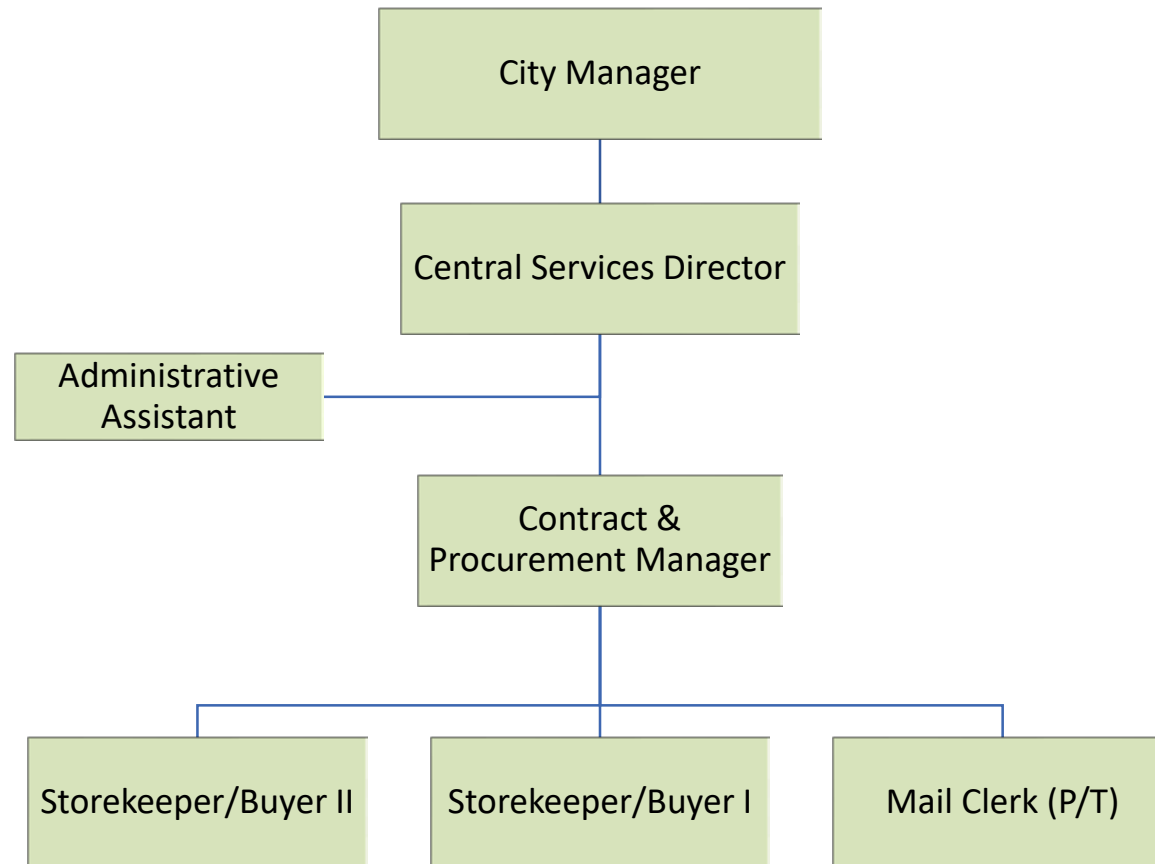 City Manager
Central Services Director
Administrative
Assistant
Contract &
Procurement Manager
Storekeeper/Buyer II
Storekeeper/Buyer I
Mail Clerk (P/T)